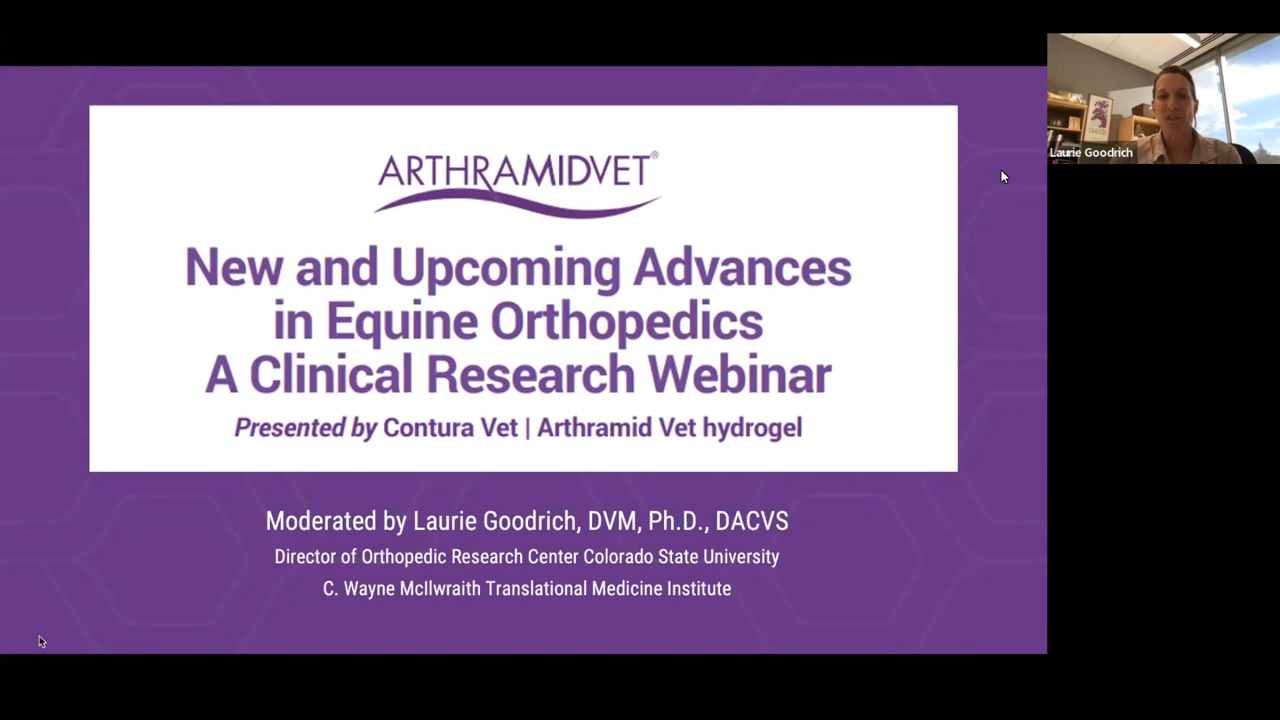 ARTHRAMIDVET®
New and Upcoming Advances
in Equine Orthopedics
A Clinical Research Webinar
Presented by Contura Vet | Arthramid Vet hydrogel
Moderated by Laurie Goodrich, DVM, Ph.D., DACVS
Director of Orthopedic Research Center Colorado State University
C. Wayne McIlwraith Translational Medicine Institute
Laurie Goodrich